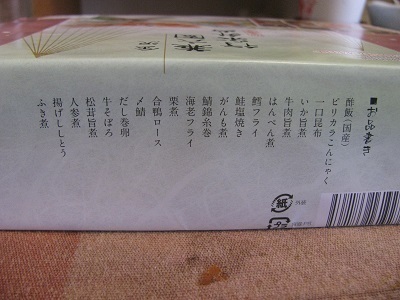 ■お品書き
酢飯(国産)
ピリカラこんにゃく
一口昆布
いか旨煮
牛肉旨煮
はんぺん煮
鱈フライ
鮭塩焼き
がんも煮
鯖錦糸巻
海老フライ
栗煮
合鴨ロース
〆鯖
だし巻卵
牛そぼろ
松茸旨煮
人参煮
揚げししとう
ふき煮
紙
外装